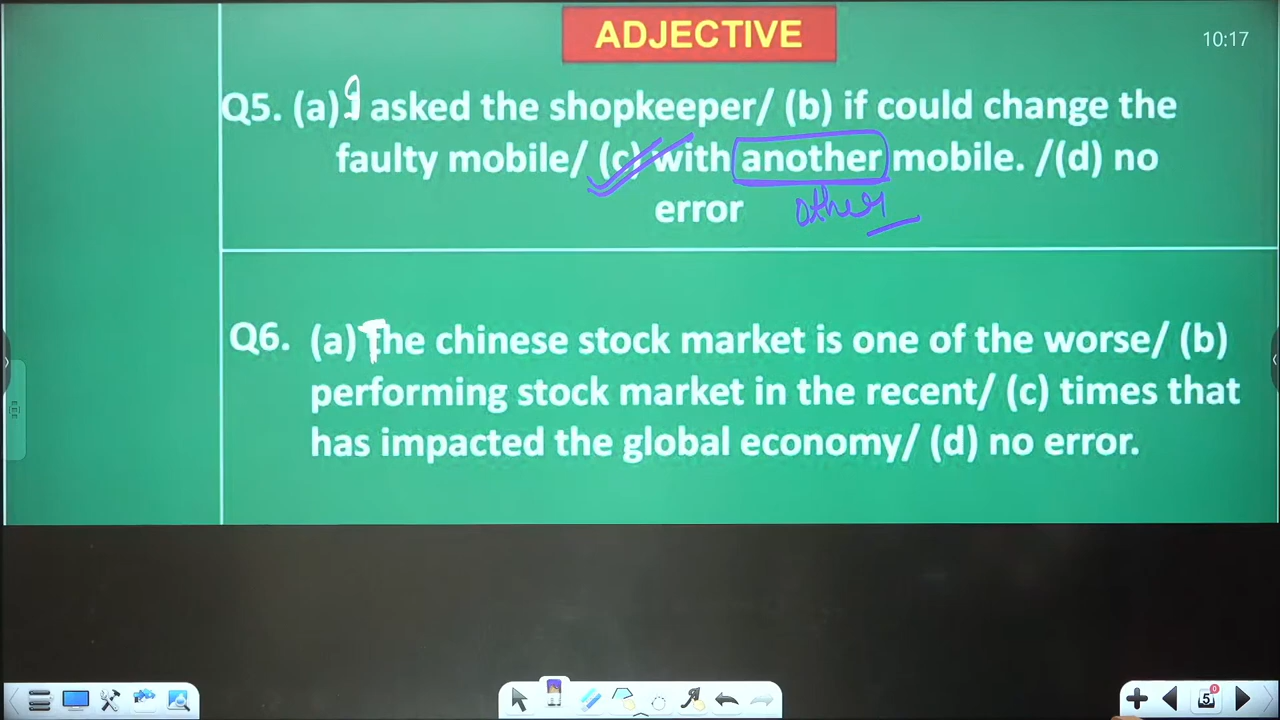 ADJECTIVE
10:17
Q5. (a) I asked the shopkeeper/ (b) if could change the
faulty mobile/ (c) with another mobile. /(d) no
error other
Q6. (a) The chinese stock market is one of the worse/ (b)
performing stock market in the recent/ (c) times that
has impacted the global economy/ (d) no error.
5
0